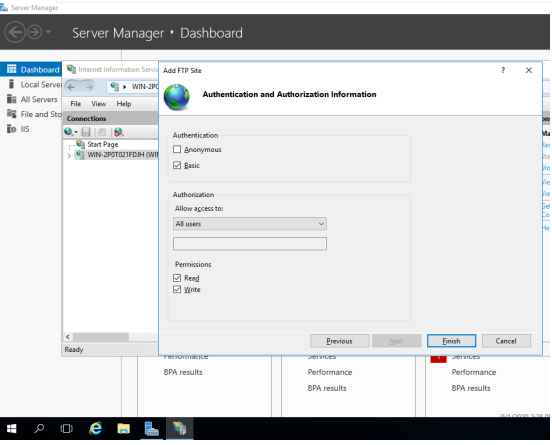 Server Manager
Server Manager • Dashboard
Dashboard
Local Server
All Servers
File and Sto
IIS
Internet Information Servic
WIN-2P0
File View Help
Connections
Start Page
WIN-2P0T021FDJH (WI
Ready
Add FTP Site
? ×
Authentication and Authorization Information
Authentication
Anonymous
Basic
Authorization
Allow access to:
All users
Permissions
Read
Write
Previous
Next
Finish
Cancel
Performance
BPA results
Services
Performance
BPA results
Services
Performance
BPA results